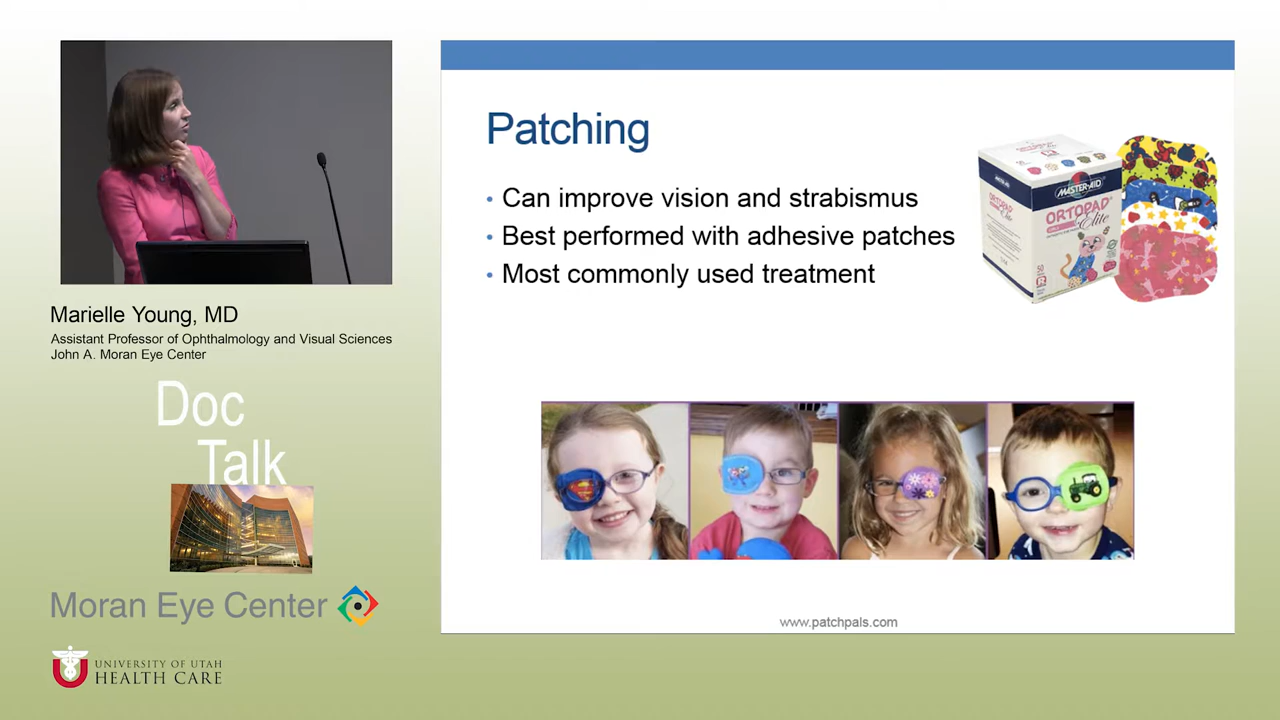 Patching
• Can improve vision and strabismus
• Best performed with adhesive patches
• Most commonly used treatment
MASTER-AID
ORTOPAD
Elite
Marielle Young, MD
Assistant Professor of Ophthalmology and Visual Sciences
John A. Moran Eye Center
Doc
Talk
Moran Eye Center
UNIVERSITY OF UTAH
HEALTH CARE
www.patchpals.com